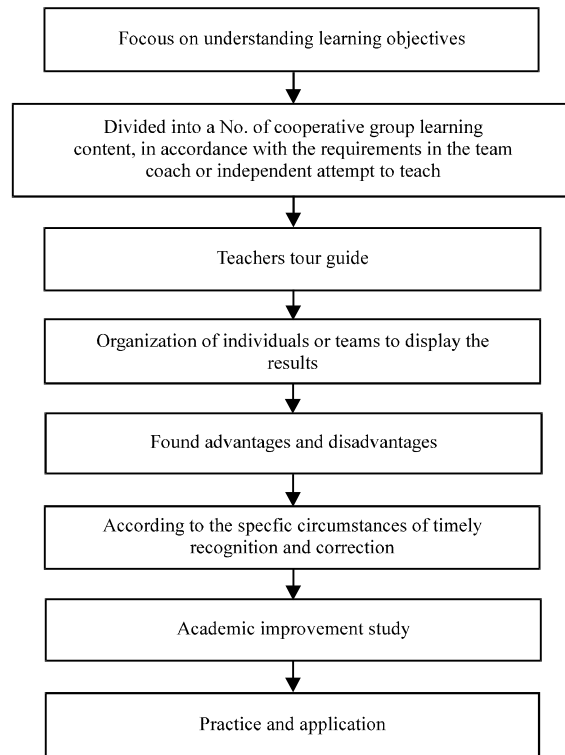 Focous on understanding learning objectives
Divided into a No. of cooperative group learning
content, in accordance with the requirements in the team
coach or independent attempt to teach
Teachers tour guide
Organization of individuals or teams to display the
results
Found advantages and disadvantages
According to the specfic circumstances of timely
recognition and correction
Academic improvement study
Practice and application